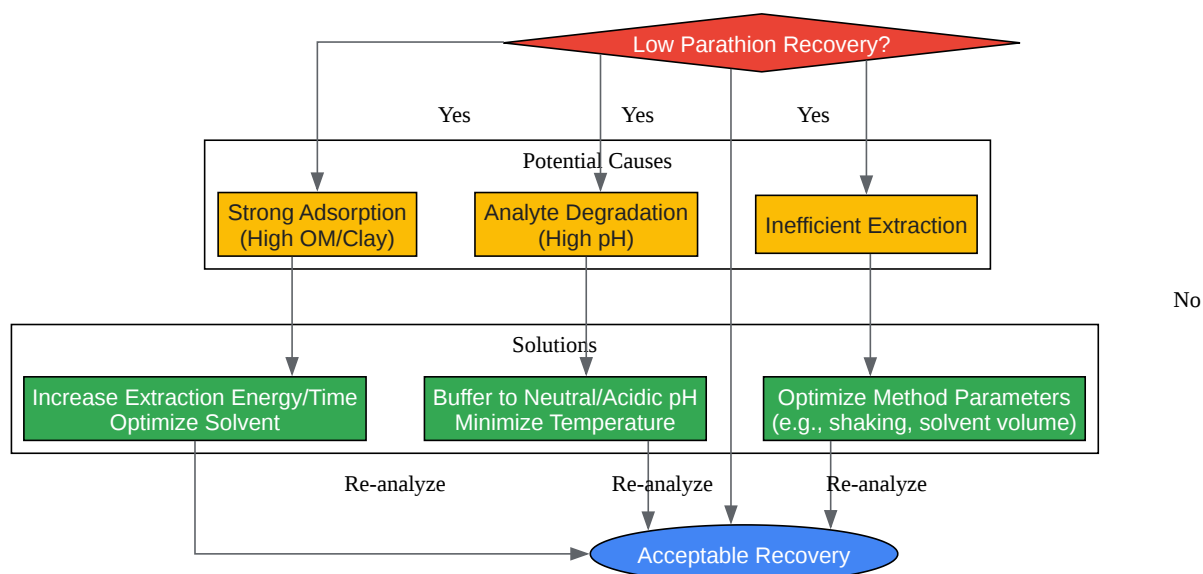 Low Parathion Recovery?
Yes
Yes
Yes
Potential Causes
Strong Adsorption
(High OM/Clay)
Analyte Degradation
(High pH)
Inefficient Extraction
No
Solutions
Increase Extraction Energy/Time
Optimize Solvent
Buffer to Neutral/Acidic pH
Minimize Temperature
Optimize Method Parameters
(e.g., shaking, solvent volume)
Re-analyze
Re-analyze
Re-analyze
Acceptable Recovery